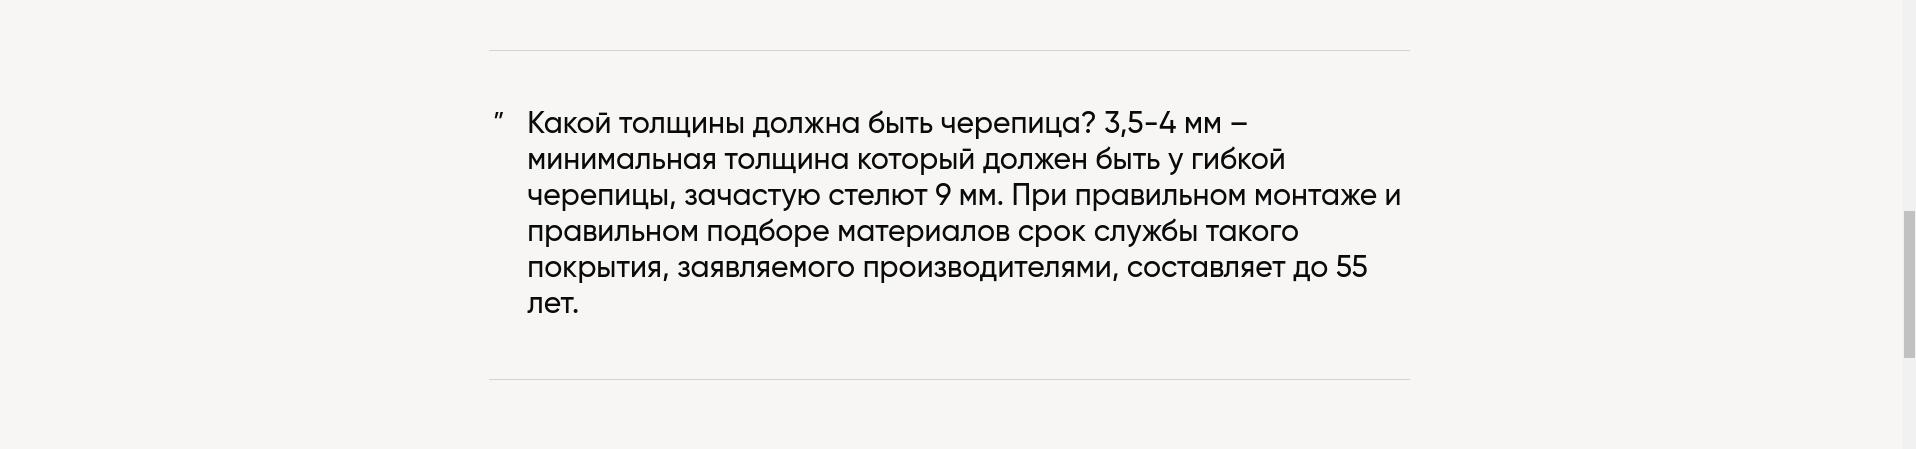 " Какой толщины должна быть черепица? 3,5-4 мм –
минимальная толщина который должен быть у гибкой
черепицы, зачастую стелют 9 мм. При правильном монтаже и
правильном подборе материалов срок службы такого
покрытия, заявляемого производителями, составляет до 55
лет.